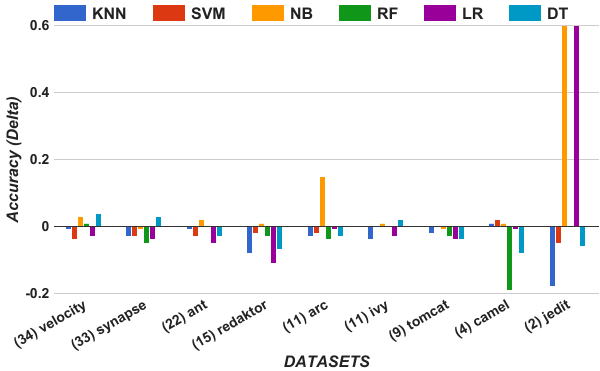 KNN SVM NB RF LR DT
0.6
0.4
0.2
0
-0.2
Accuracy (Delta)
(34) velocity
(33) synapse
(22) ant
(15) redaktor
(11) arc
(11) ivy
(9) tomcat
(4) camel
(2) jedit
DATASETS